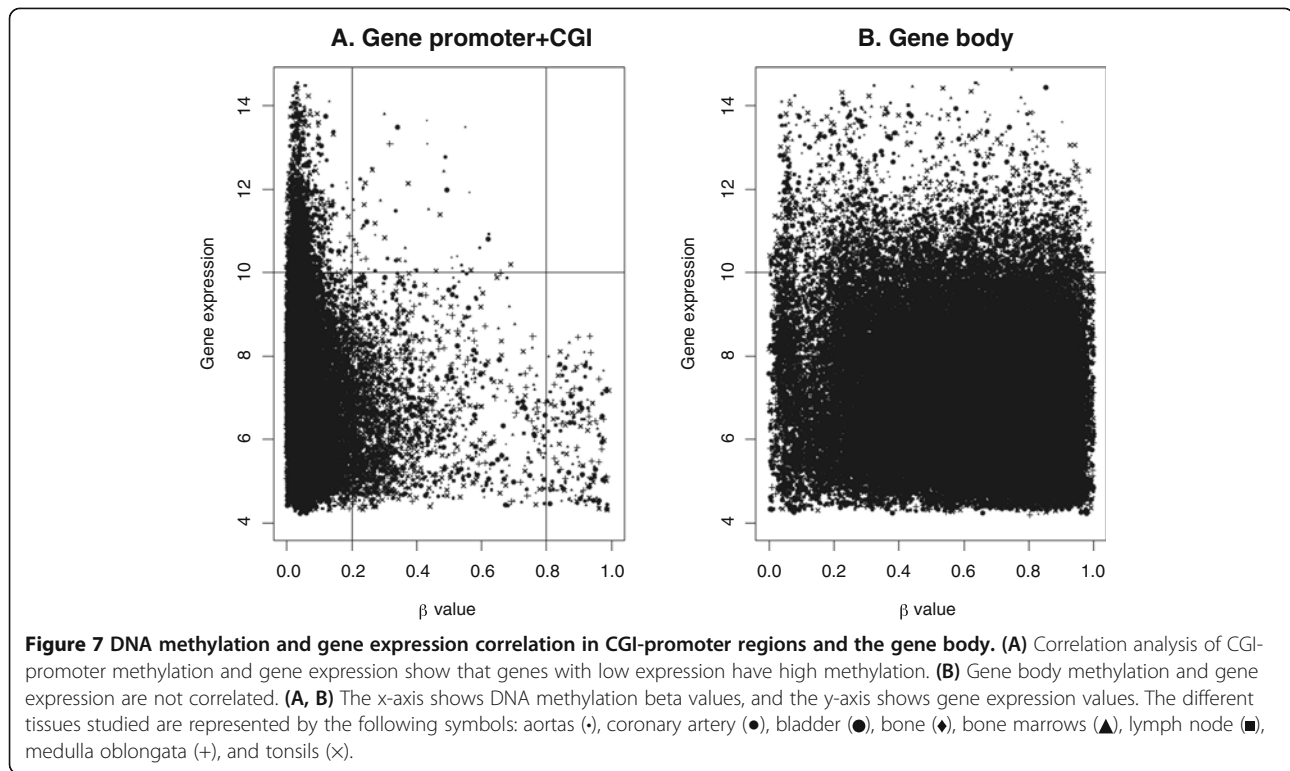 A. Gene promoter+CGI
B. Gene body
14
12
10
8
6
4
Gene expression
0.0 0.2 0.4 0.6 0.8 1.0
β value
14
12
10
8
6
4
Gene expression
0.0 0.2 0.4 0.6 0.8 1.0
β value
Figure 7 DNA methylation and gene expression correlation in CGI-promoter regions and the gene body. (A) Correlation analysis of CGI-
promoter methylation and gene expression show that genes with low expression have high methylation. (B) Gene body methylation and gene
expression are not correlated. (A, B) The x-axis shows DNA methylation beta values, and the y-axis shows gene expression values. The different
tissues studied are represented by the following symbols: aortas (·), coronary artery (•), bladder (●), bone (♦), bone marrows (▲), lymph node (■),
medulla oblongata (+), and tonsils (×).